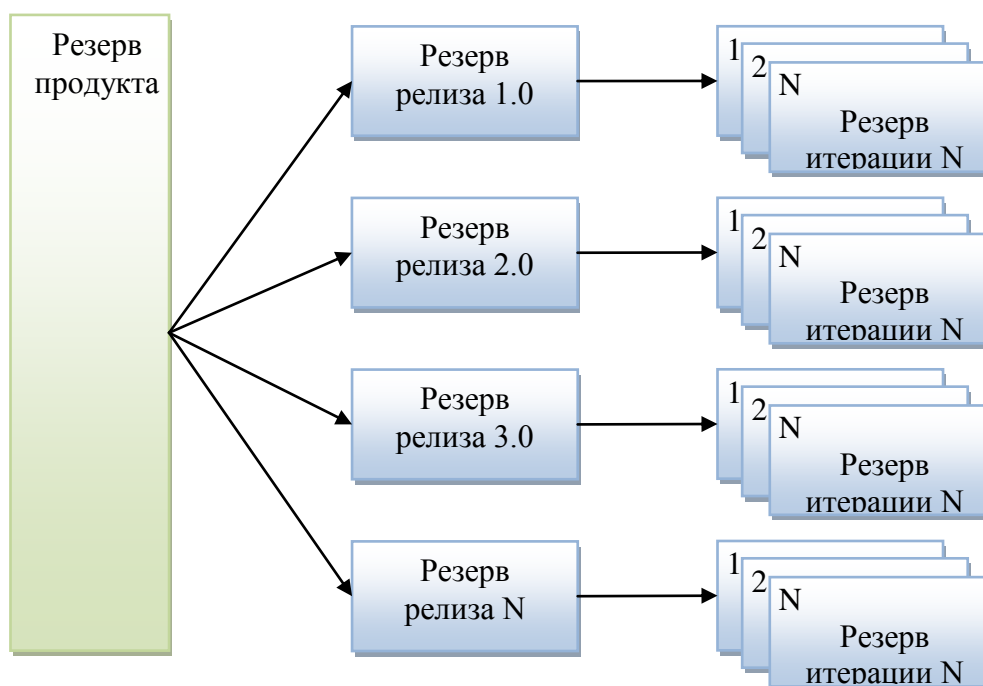 Резерв
продукта
Резерв
релиза 1.0
1
2
N
Резерв
итерации N
Резерв
релиза 2.0
1
2
N
Резерв
итерации N
Резерв
релиза 3.0
1
2
N
Резерв
итерации N
Резерв
релиза N
1
2
N
Резерв
итерации N